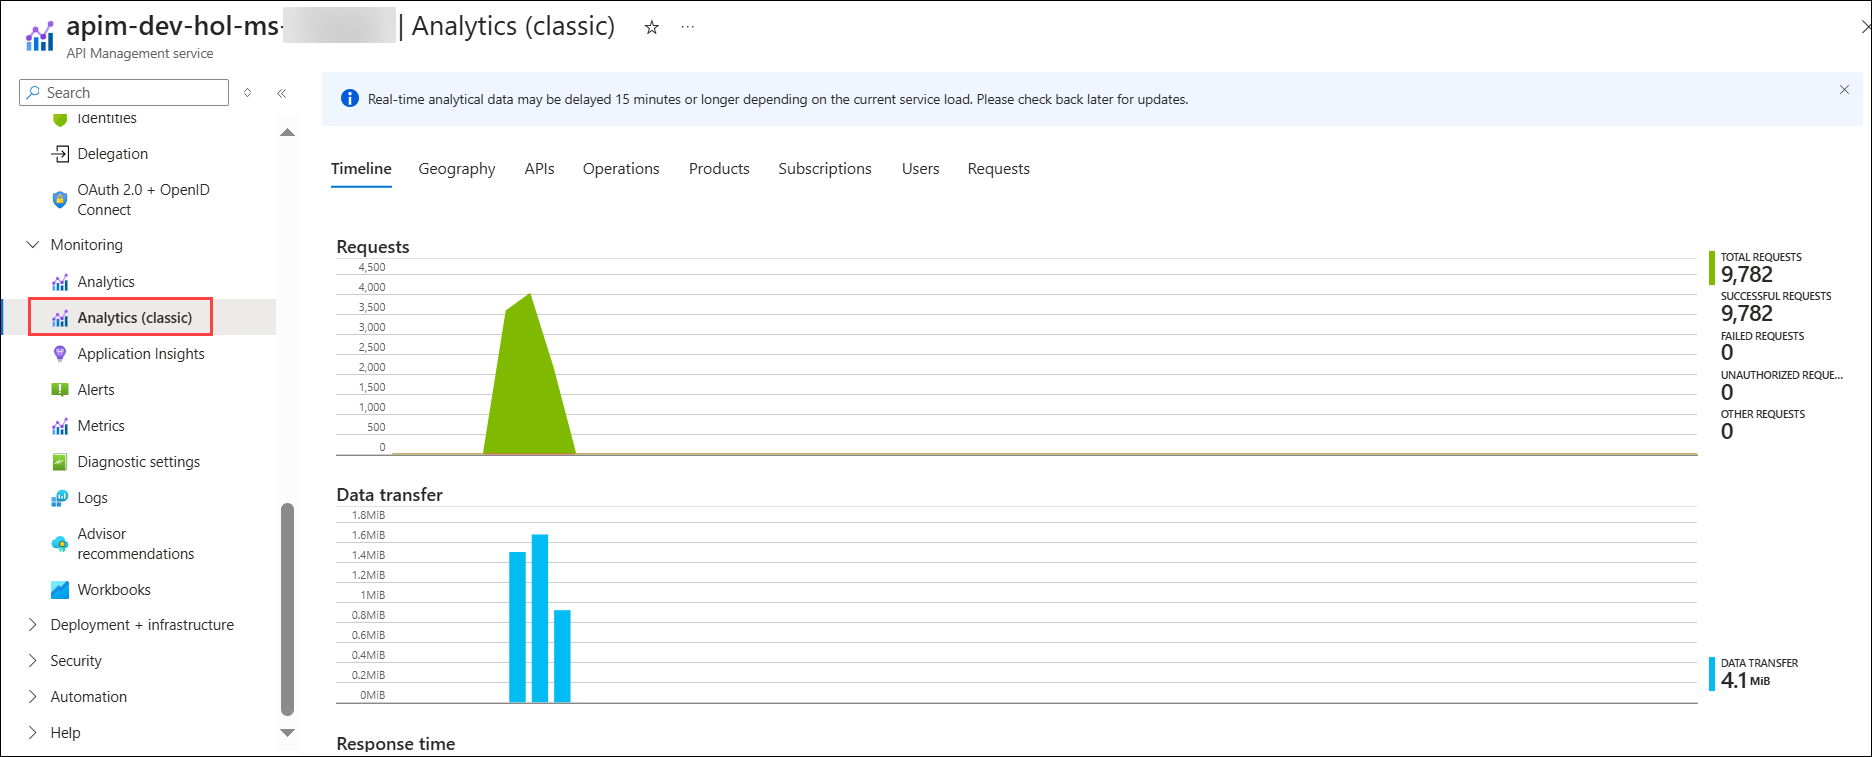 apim-dev-hol-ms- | Analytics (classic) ☆ ···
API Management service
Search
Identities
Delegation
OAuth 2.0 + OpenID
Connect
Monitoring
Analytics
Analytics (classic)
Application Insights
Alerts
Metrics
Diagnostic settings
Logs
Advisor
recommendations
Workbooks
Deployment + infrastructure
Security
Automation
Help
Real-time analytical data may be delayed 15 minutes or longer depending on the current service load. Please check back later for updates.
Timeline Geography APIs Operations Products Subscriptions Users Requests
Requests
4,500
4,000
3,500
3,000
2,500
2,000
1,500
1,000
500
0
TOTAL REQUESTS
9,782
SUCCESSFUL REQUESTS
9,782
FAILED REQUESTS
0
UNAUTHORIZED REQUE...
0
OTHER REQUESTS
0
Data transfer
1.8MiB
1.6MiB
1.4MiB
1.2MiB
1MiB
0.8MiB
0.6MiB
0.4MiB
0.2MiB
0MiB
DATA TRANSFER
4.1 MiB
Response time